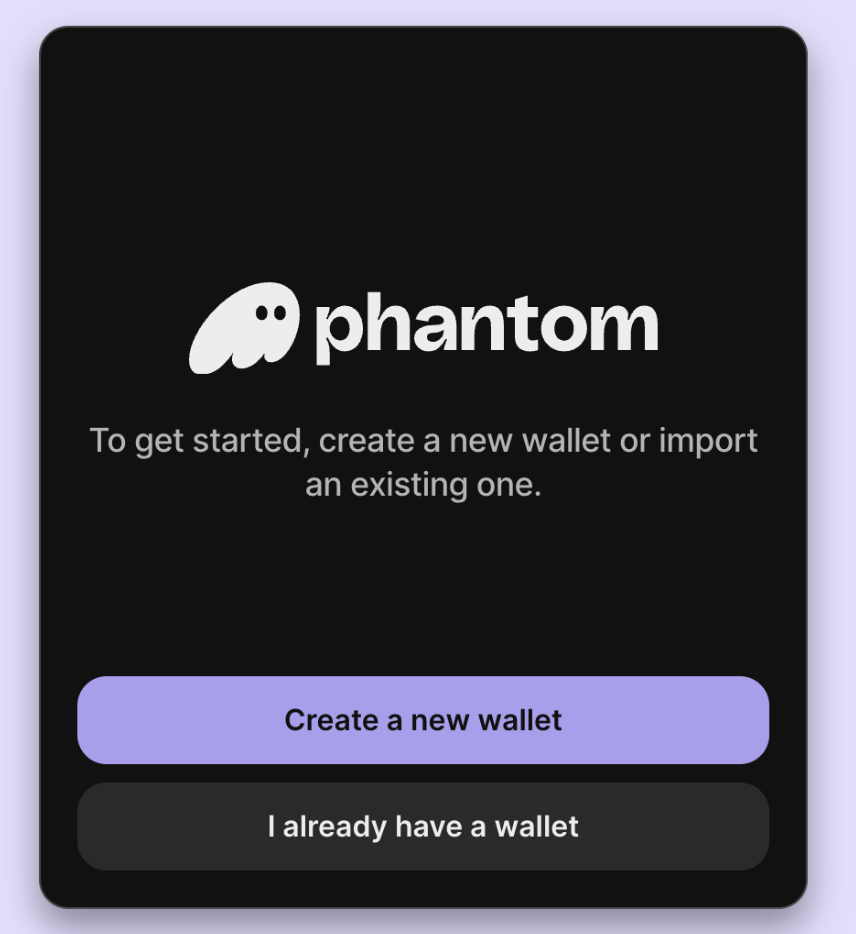 phantom
To get started, create a new wallet or import
an existing one.
Create a new wallet
I already have a wallet